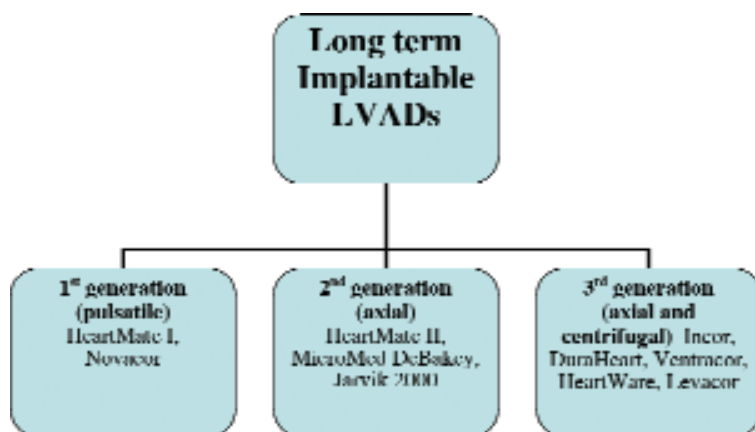 Long term
Implantable
LVADs
1st generation
(pulsatile)
HeartMate I,
Novacor
2nd generation
(axial)
HeartMate II,
MicroMed DeBakey,
Jarvik 2000
3rd generation
(axial and
centrifugal) Incor,
DuraHeart, Ventracor,
HeartWare, Levacor